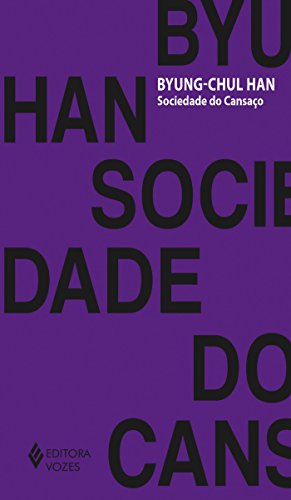 BYU
BYUNG-CHUL HAN
Sociedade do Cansaço
HAN
SOCIE
DADE
DO
CANS
EDITORA
VOZES